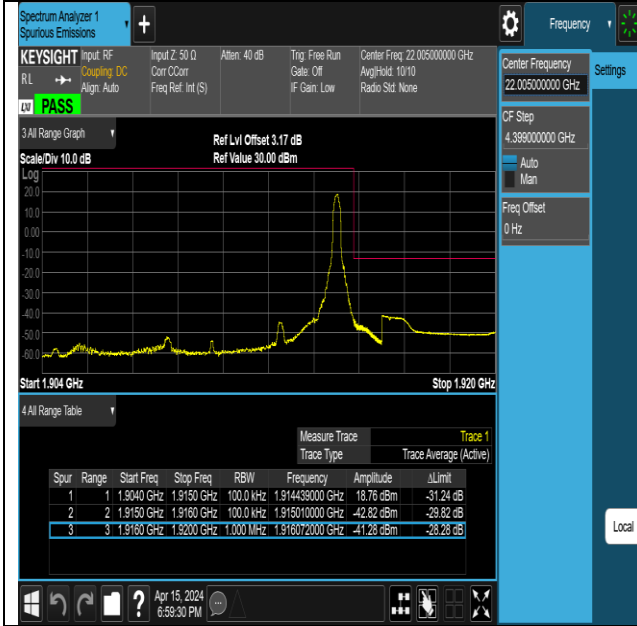 Spectrum Analyzer 1
Spurious Emissions
+
Frequency
KEYSIGHT
RL
LXI PASS
Input: RF
Coupling: DC
Align: Auto
Input Z: 50 Ω
Corr CCorr
Freq Ref: Int (S)
Atten: 40 dB
Trig: Free Run
Gate: Off
IF Gain: Low
Center Freq: 22.005000000 GHz
Avg|Hold: 10/10
Radio Std: None
Center Frequency
22.005000000 GHz
Settings
CF Step
4.399000000 GHz
Auto
Man
Freq Offset
0 Hz
Local
3 All Range Graph
Scale/Div 10.0 dB
Ref Lvl Offset 3.17 dB
Ref Value 30.00 dBm
Log
20.0
10.0
0.00
-10.0
-20.0
-30.0
-40.0
-50.0
-60.0
Start 1.904 GHz Stop 1.920 GHz
4 All Range Table
Measure Trace Trace 1
Trace Type Trace Average (Active)
Spur Range Start Freq Stop Freq RBW Frequency Amplitude ΔLimit
1 1 1.9040 GHz 1.9150 GHz 100.0 kHz 1.914439000 GHz 18.76 dBm -31.24 dB
2 2 1.9150 GHz 1.9160 GHz 100.0 kHz 1.915010000 GHz -42.82 dBm -29.82 dB
3 3 1.9160 GHz 1.9200 GHz 1.000 MHz 1.916072000 GHz -41.28 dBm -28.28 dB
?
Apr 15, 2024
6:59:30 PM